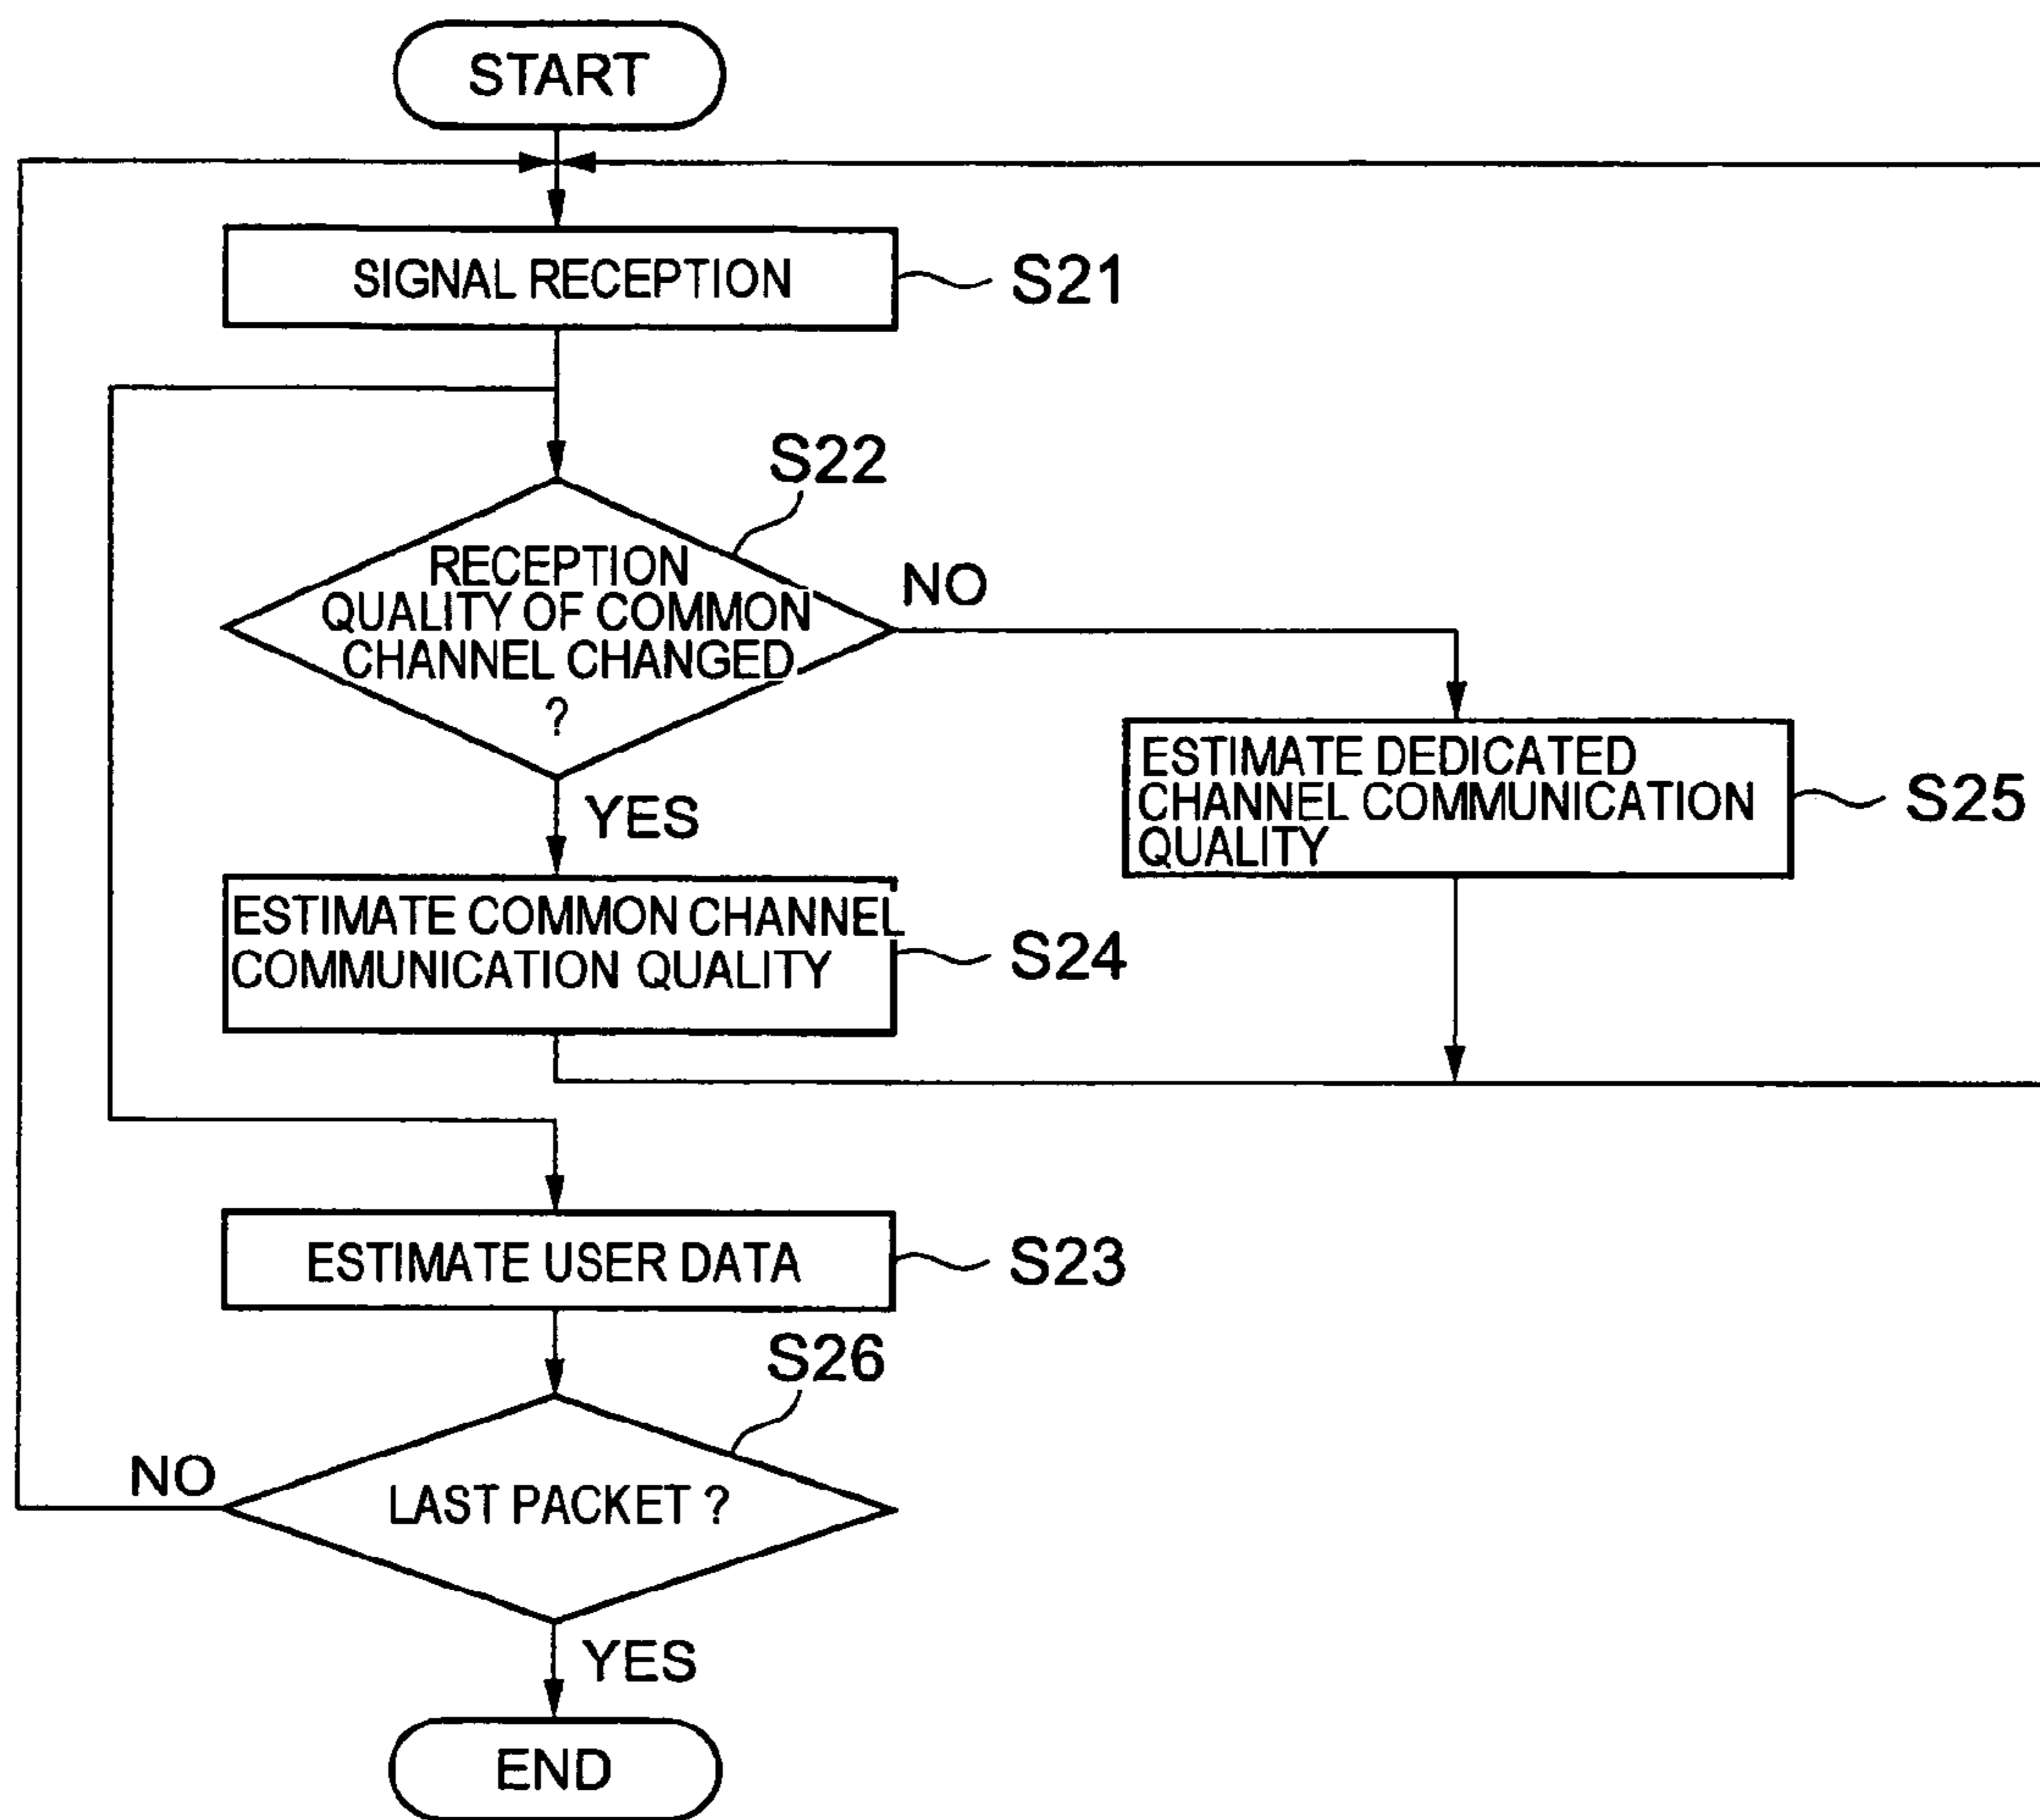 START
SIGNAL RECEPTION
S21
S22
RECEPTION
QUALITY OF COMMON
CHANNEL CHANGED
?
NO
YES
ESTIMATE DEDICATED
CHANNEL COMMUNICATION
QUALITY
S25
ESTIMATE COMMON CHANNEL
COMMUNICATION QUALITY
S24
ESTIMATE USER DATA
S23
S26
LAST PACKET ?
NO
YES
END